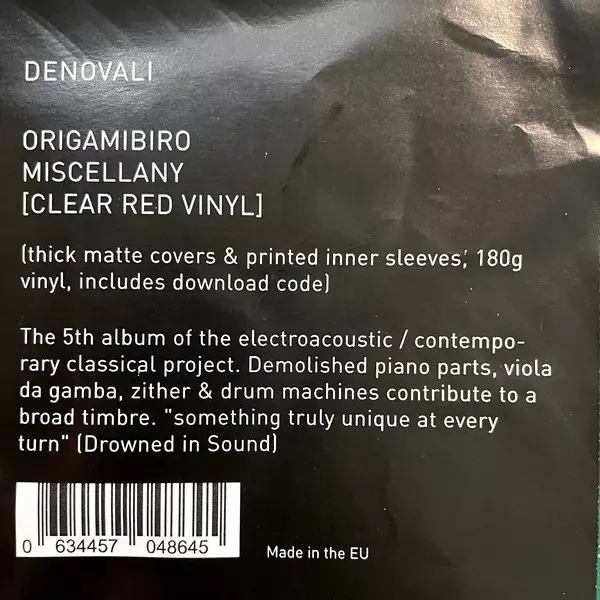 DENOVALI
ORIGAMIBIRO
MISCELLANY
[CLEAR RED VINYL]
(thick matte covers & printed inner sleeves, 180g
vinyl, includes download code)
The 5th album of the electroacoustic / contempo-
rary classical project. Demolished piano parts, viola
da gamba, zither & drum machines contribute to a
broad timbre. "something truly unique at every
turn" (Drowned in Sound)
0 634457 048645
Made in the EU